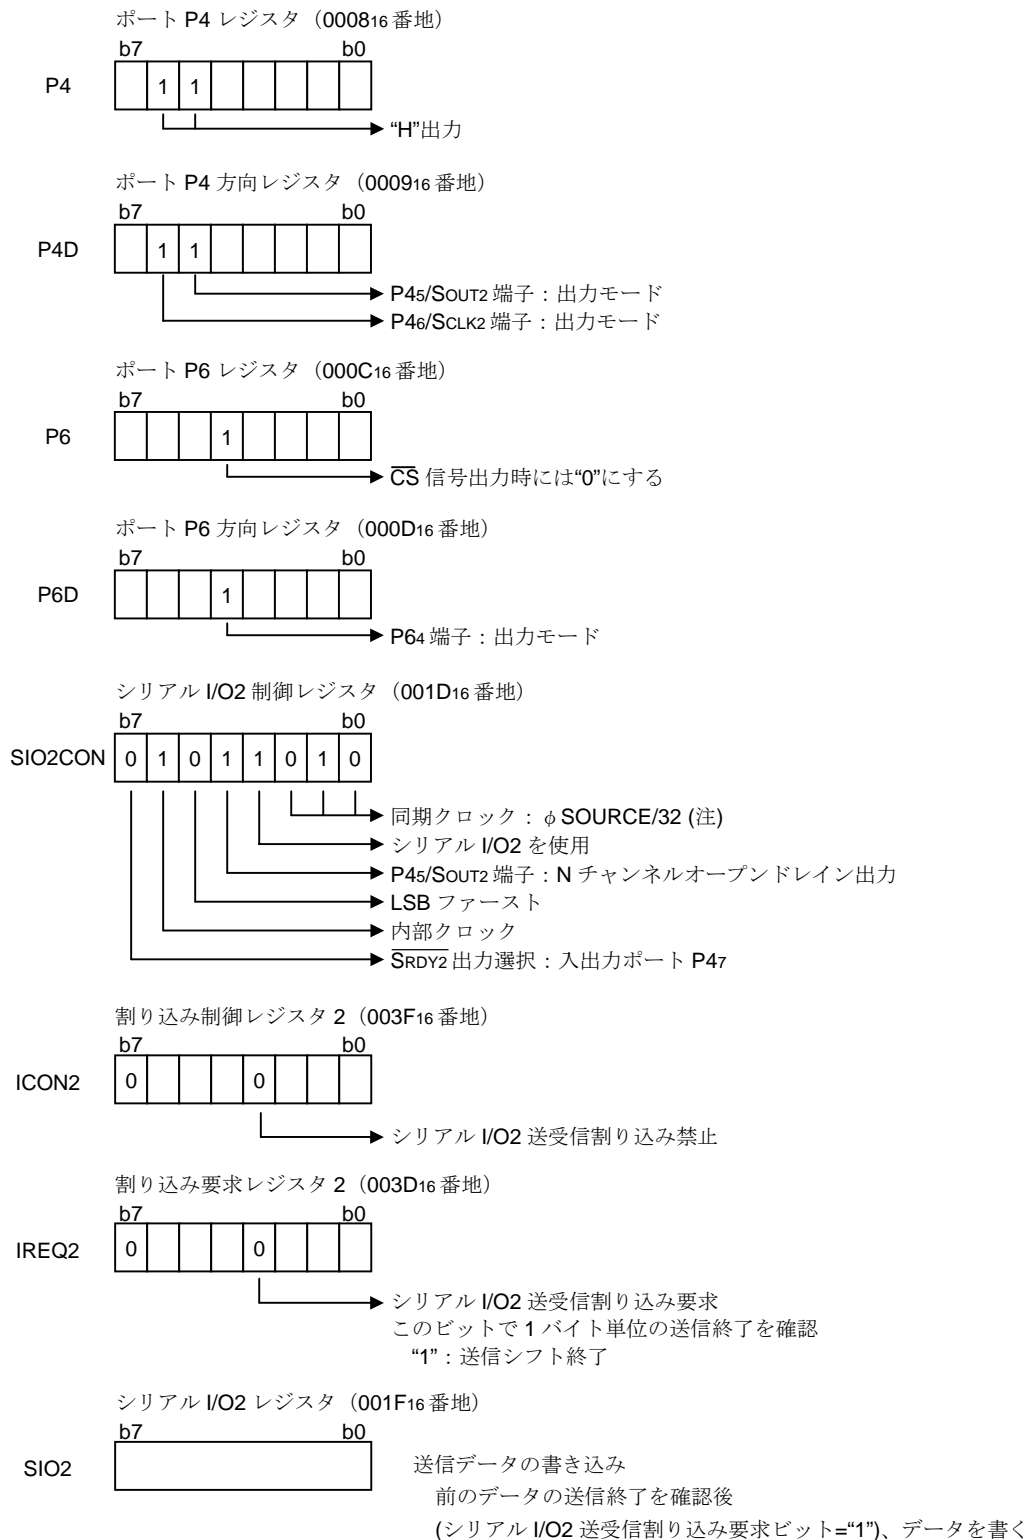 ポート P4 レジスタ（000816 番地）
b7 b0
P4 1 1
“H”出力
ポート P4 方向レジスタ（000916 番地）
b7 b0
P4D 1 1
P45/SOUT2 端子：出力モード
P46/SCLK2 端子：出力モード
ポート P6 レジスタ（000C16 番地）
b7 b0
P6 1
CS 信号出力時には“0”にする
ポート P6 方向レジスタ（000D16 番地）
b7 b0
P6D 1
P64 端子：出力モード
シリアル I/O2 制御レジスタ（001D16 番地）
b7 b0
SIO2CON 0 1 0 1 1 0 1 0
同期クロック：φSOURCE/32 (注)
シリアル I/O2 を使用
P45/SOUT2 端子：N チャンネルオープンドレイン出力
LSB ファースト
内部クロック
SRDY2 出力選択：入出力ポート P47
割り込み制御レジスタ 2（003F16 番地）
b7 b0
ICON2 0 0
シリアル I/O2 送受信割り込み禁止
割り込み要求レジスタ 2（003D16 番地）
b7 b0
IREQ2 0 0
シリアル I/O2 送受信割り込み要求
このビットで 1 バイト単位の送信終了を確認
“1”：送信シフト終了
シリアル I/O2 レジスタ（001F16 番地）
b7 b0
SIO2
送信データの書き込み
前のデータの送信終了を確認後
(シリアル I/O2 送受信割り込み要求ビット=“1”)、データを書く